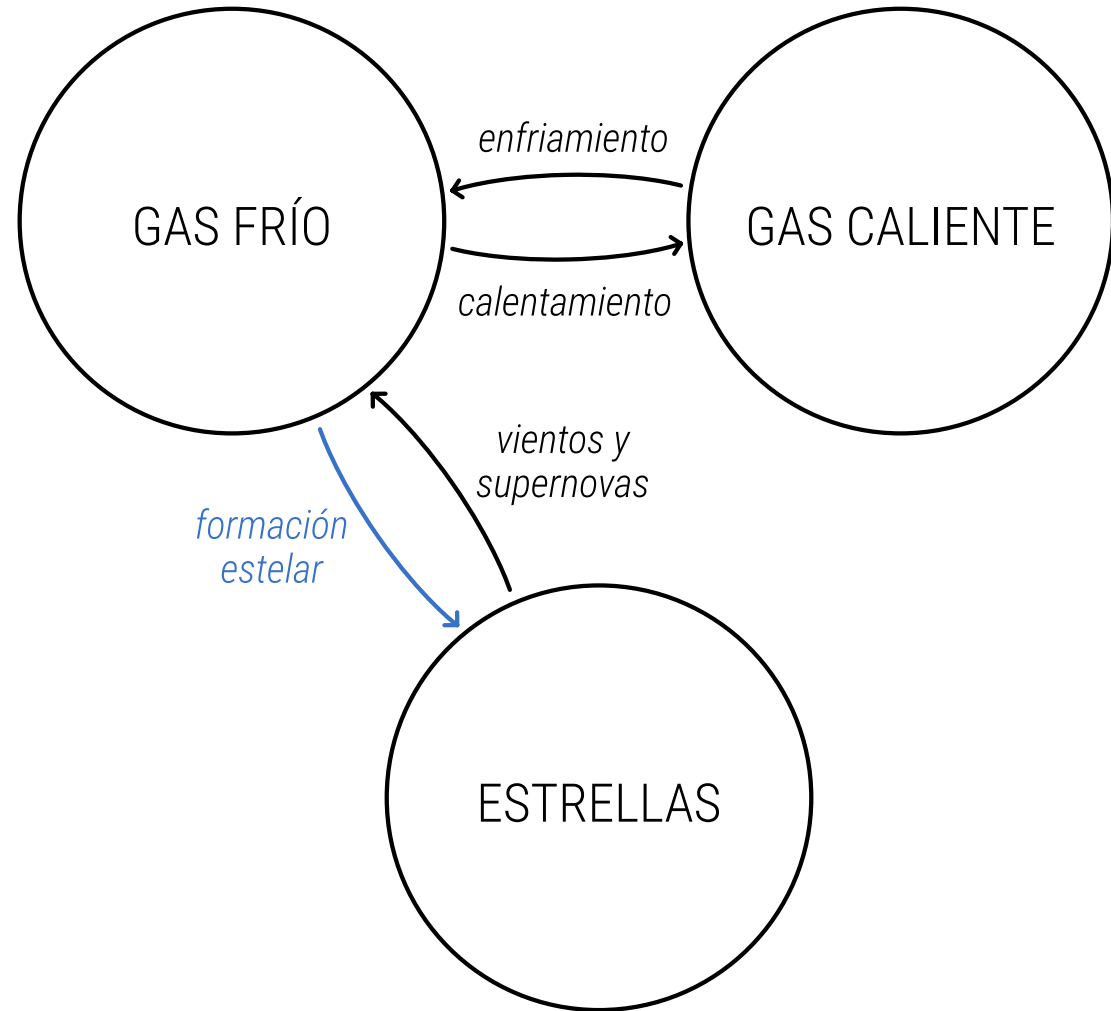 enfriamiento
GAS FRÍO
GAS CALIENTE
calentamiento
vientos y
supernovas
formación
estelar
ESTRELLAS